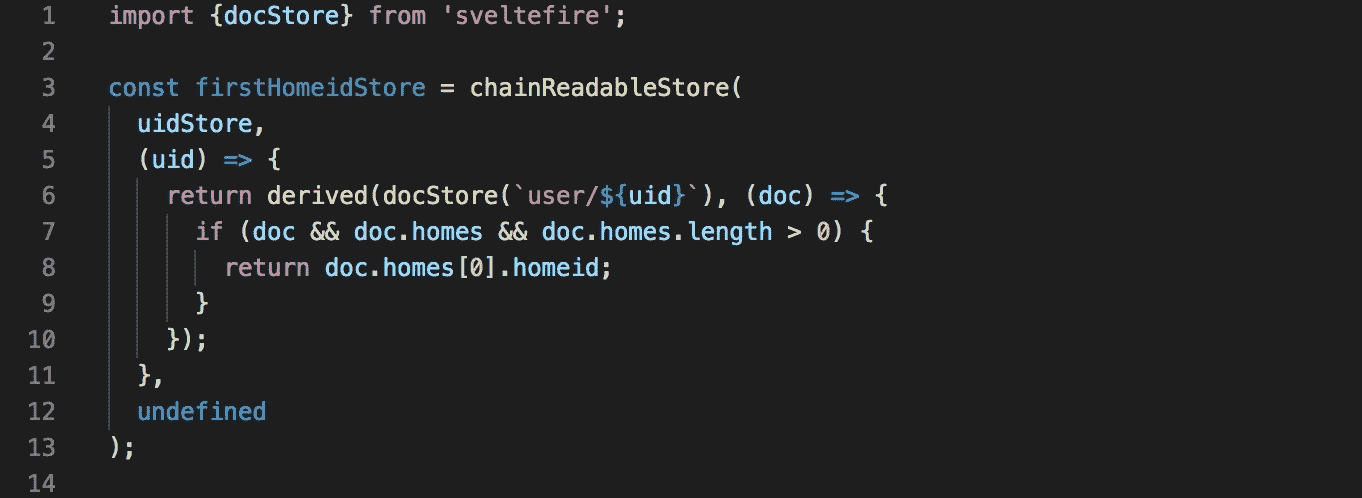 1 import {docStore} from 'sveltefire';
2
3 const firstHomeidStore = chainReadableStore(
4   uidStore,
5   (uid) => {
6     return derived(docStore(`user/${uid}`), (doc) => {
7       if (doc && doc.homes && doc.homes.length > 0) {
8         return doc.homes[0].homeid;
9       }
10     });
11   },
12   undefined
13 );
14